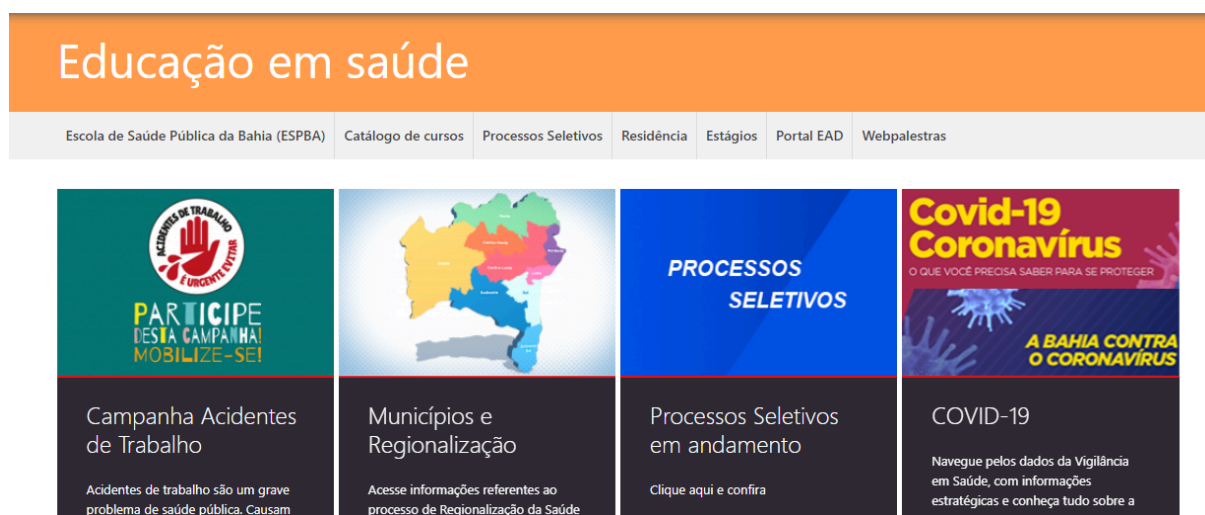 Educação em saúde
Escola de Saúde Pública da Bahia (ESPBA) Catálogo de cursos Processos Seletivos Residência Estágios Portal EAD Webpalestras
ACIDENTES DE TRABALHO
É URGENTE EVITAR
PARTICIPE
DESTA CAMPANHA!
MOBILIZE-SE!
PROCESSOS
SELETIVOS
Covid-19
Coronavírus
O QUE VOCÊ PRECISA SABER PARA SE PROTEGER
A BAHIA CONTRA
O CORONAVÍRUS
Campanha Acidentes
de Trabalho
Acidentes de trabalho são um grave
problema de saúde pública. Causam
Municípios e
Regionalização
Acesse informações referentes ao
processo de Regionalização da Saúde
Processos Seletivos
em andamento
Clique aqui e confira
COVID-19
Navegue pelos dados da Vigilância
em Saúde, com informações
estratégicas e conheça tudo sobre a